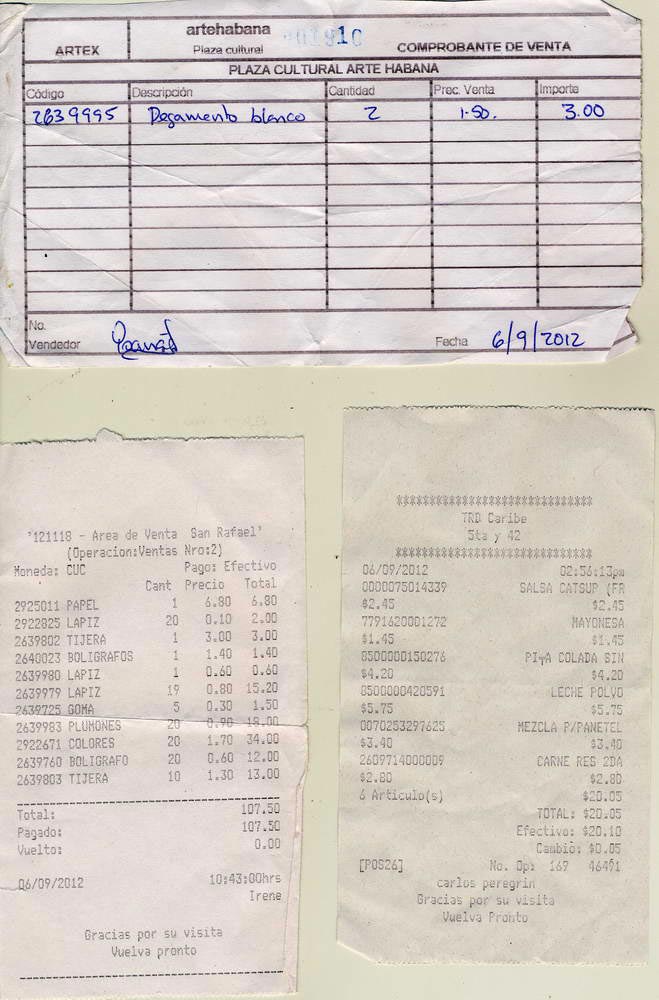 ARTEX
artehabana
Plaza cultural
COMPROBANTE DE VENTA
PLAZA CULTURAL ARTE HABANA
Código Descripción Cantidad Prec. Venta Importe
2639995 Pegamento blanco 2 1.50. 3.00
No.
Vendedor
Fecha 6/9/2012
'121118 - Area de Venta San Rafael'
(Operacion:Ventas Nro:2)
Moneda: CUC Pago: Efectivo
Cant Precio Total
2925011 PAPEL 1 6.80 6.80
2922825 LAPIZ 20 0.10 2.00
2639802 TIJERA 1 3.00 3.00
2640023 BOLIGRAFOS 1 1.40 1.40
2639980 LAPIZ 1 0.60 0.60
2639979 LAPIZ 19 0.80 15.20
2639725 GOMA 5 0.30 1.50
2639983 PLUMONES 20 0.90 18.00
2922671 COLORES 20 1.70 34.00
2639760 BOLIGRAFO 20 0.60 12.00
2639803 TIJERA 10 1.30 13.00
Total: 107.50
Pagado: 107.50
Vuelto: 0.00
06/09/2012 10:43:00hrs
Irene
Gracias por su visita
Vuelva pronto
*****************************
TRD Caribe
5ta y 42
*****************************
06/09/2012 02:56:13pm
0000075014339 SALSA CATSUP (FR
$2.45 $2.45
7791620001272 MAYONESA
$1.45 $1.45
8500000150276 PI┬A COLADA SIN
$4.20 $4.20
8500000420591 LECHE POLVO
$5.75 $5.75
0070253297625 MEZCLA P/PANETEL
$3.40 $3.40
2609714000009 CARNE RES 2DA
$2.80 $2.80
6 Articulo(s) $20.05
TOTAL: $20.05
Efectivo: $20.10
Cambio: $0.05
[POS26] No. Op: 169 46491
carlos peregrin
Gracias por su visita
Vuelva Pronto